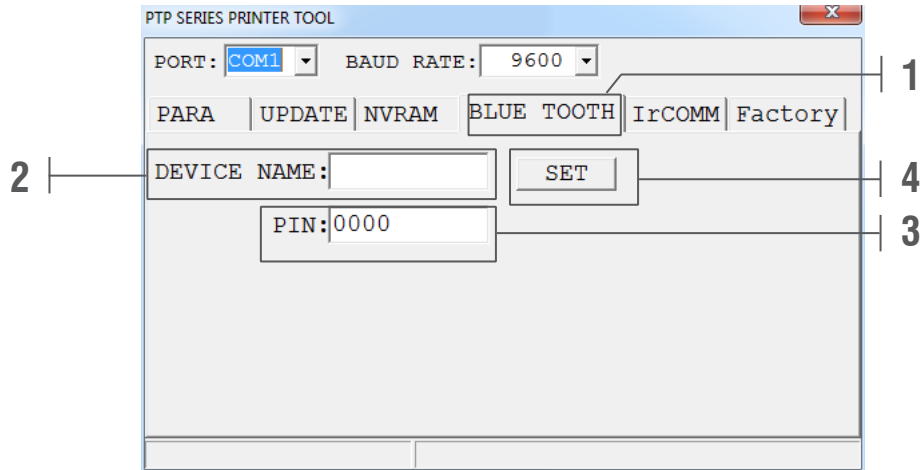 PTP SERIES PRINTER TOOL
x
PORT: COM1 BAUD RATE: 9600
1
PARA UPDATE NVRAM BLUE TOOTH IrCOMM Factory
2 DEVICE NAME: SET 4
PIN:0000 3